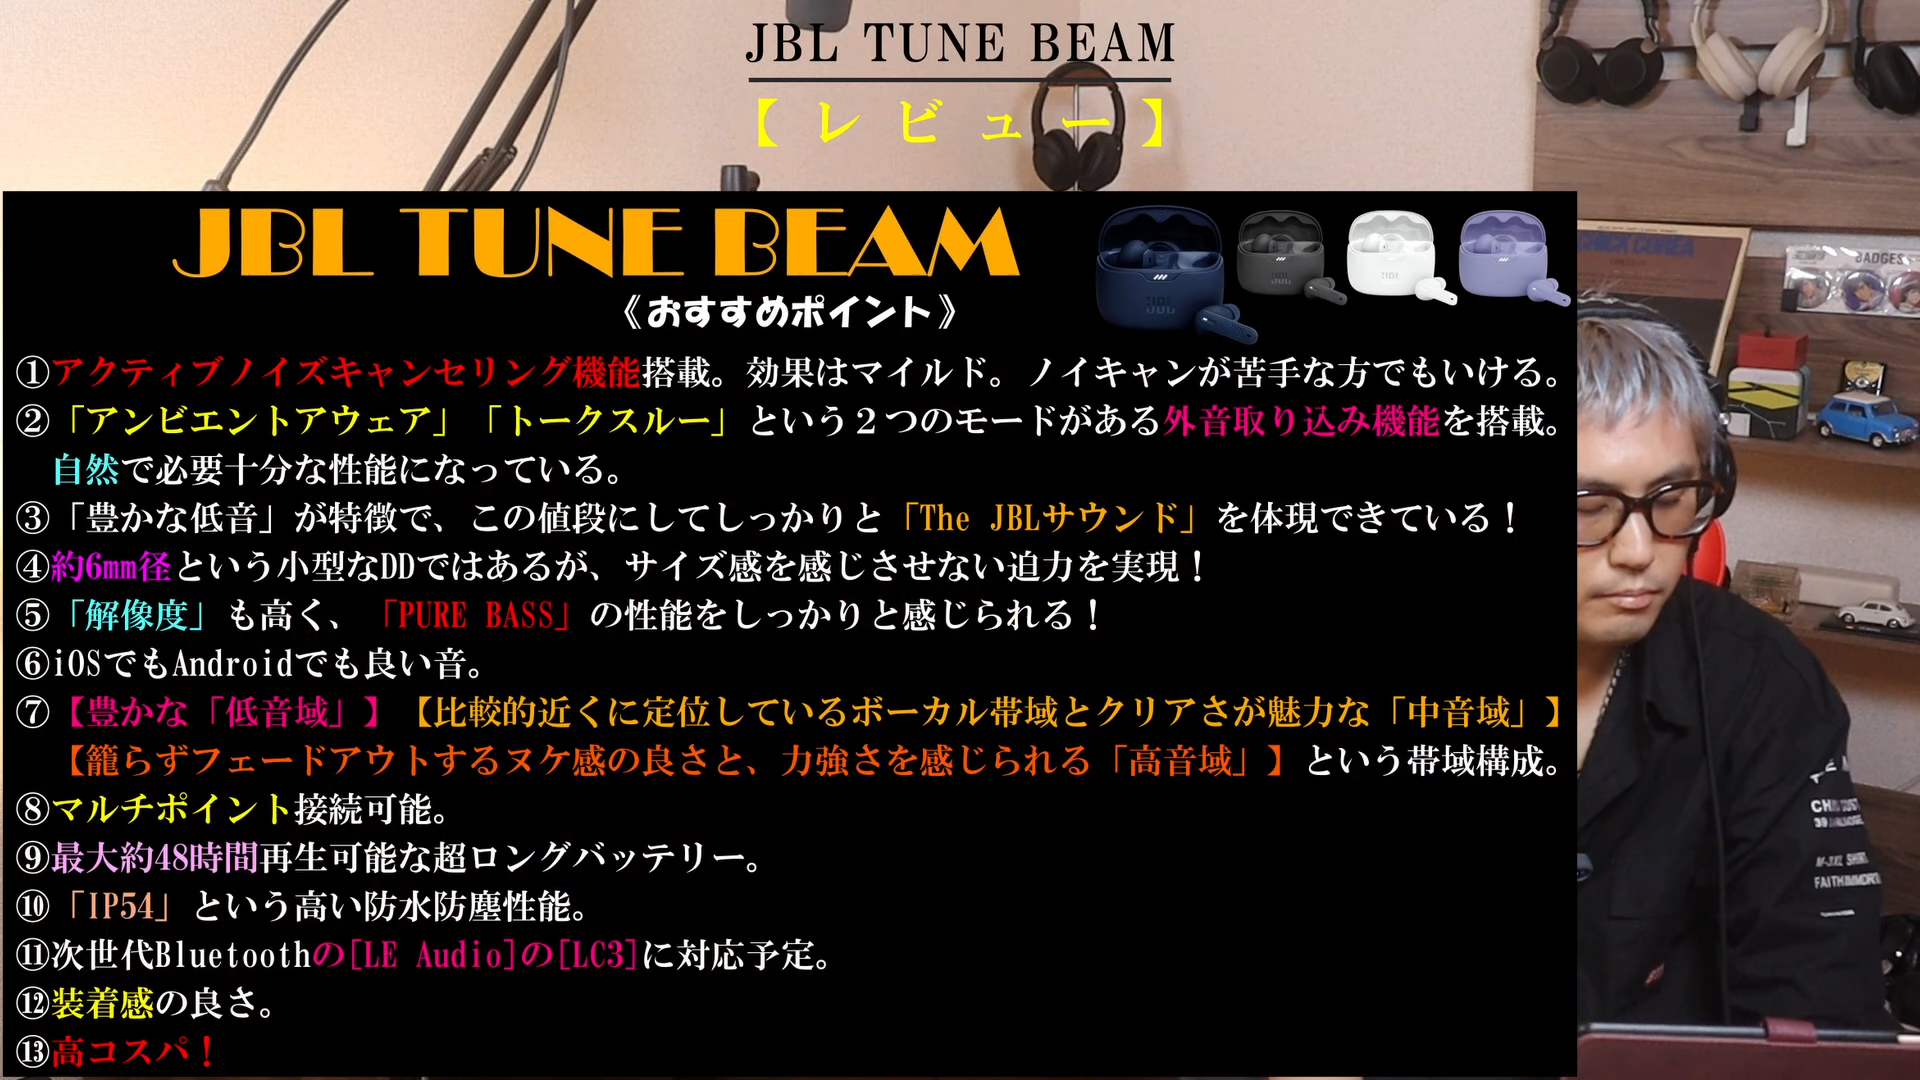 JBL TUNE BEAM
【レビュー】
JBL TUNE BEAM
《おすすめポイント》
①アクティブノイズキャンセリング機能搭載。効果はマイルド。ノイキャンが苦手な方でもいける。
②「アンビエントアウェア」「トークスルー」という２つのモードがある外音取り込み機能を搭載。
自然で必要十分な性能になっている。
③「豊かな低音」が特徴で、この値段にしてしっかりと「The JBLサウンド」を体現できている！
④約6mm径という小型なDDではあるが、サイズ感を感じさせない迫力を実現！
⑤「解像度」も高く、「PURE BASS」の性能をしっかりと感じられる！
⑥iOSでもAndroidでも良い音。
⑦【豊かな「低音域」】【比較的近くに定位しているボーカル帯域とクリアさが魅力な「中音域」】
【籠らずフェードアウトするヌケ感の良さと、力強さを感じられる「高音域」】という帯域構成。
⑧マルチポイント接続可能。
⑨最大約48時間再生可能な超ロングバッテリー。
⑩「IP54」という高い防水防塵性能。
⑪次世代Bluetoothの[LE Audio]の[LC3]に対応予定。
⑫装着感の良さ。
⑬高コスパ！
JBL
JBL
JBL
CHICK COREA
BADGES